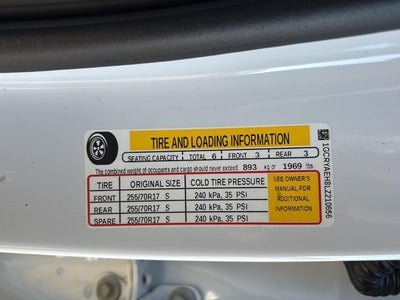 TIRE AND LOADING INFORMATION
SEATING CAPACITY TOTAL 6 FRONT 3 REAR 3
The combined weight of occupants and cargo should never exceed 893 kg or 1969 lbs.
TIRE ORIGINAL SIZE COLD TIRE PRESSURE
FRONT 255/70R17 S 240 kPa, 35 PSI
REAR 255/70R17 S 240 kPa, 35 PSI
SPARE 255/70R17 S 240 kPa, 35 PSI
SEE OWNER'S
MANUAL FOR
ADDITIONAL
INFORMATION
1GCRYAEH8LZ210656